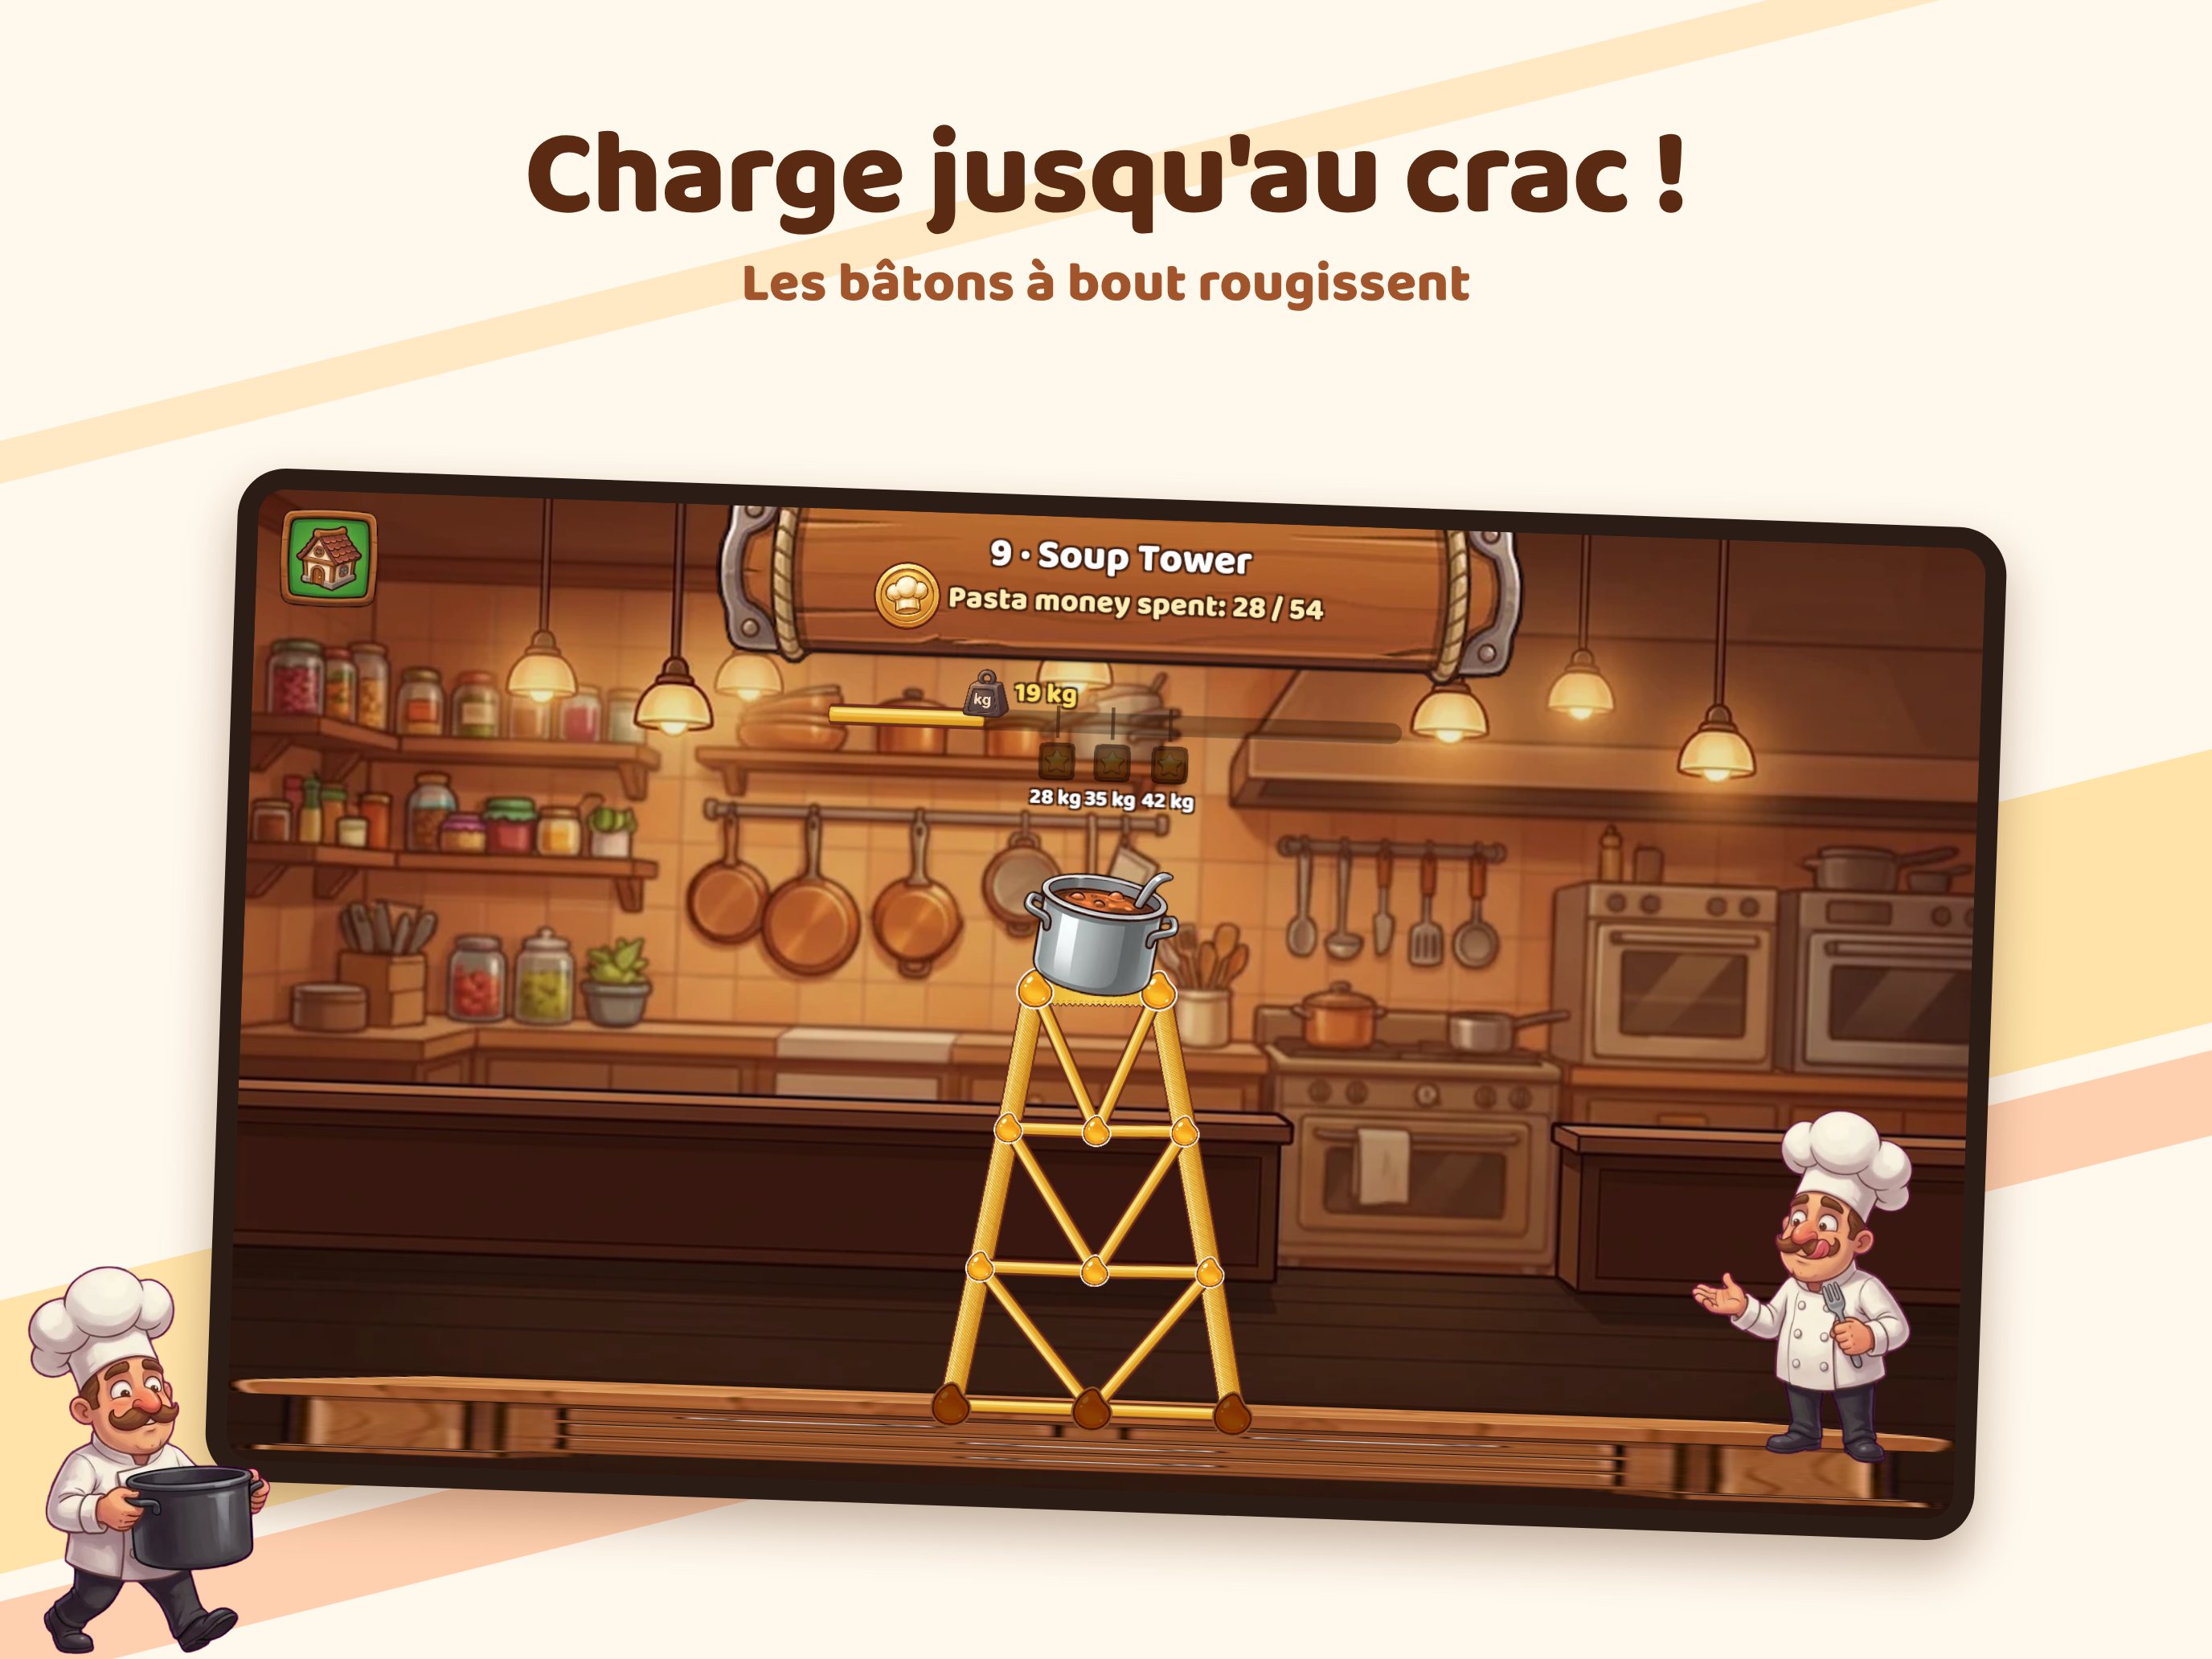 Charge jusqu'au crac !
Les bâtons à bout rougissent
9 · Soup Tower
Pasta money spent: 28 / 54
kg 19 kg
28 kg 35 kg 42 kg